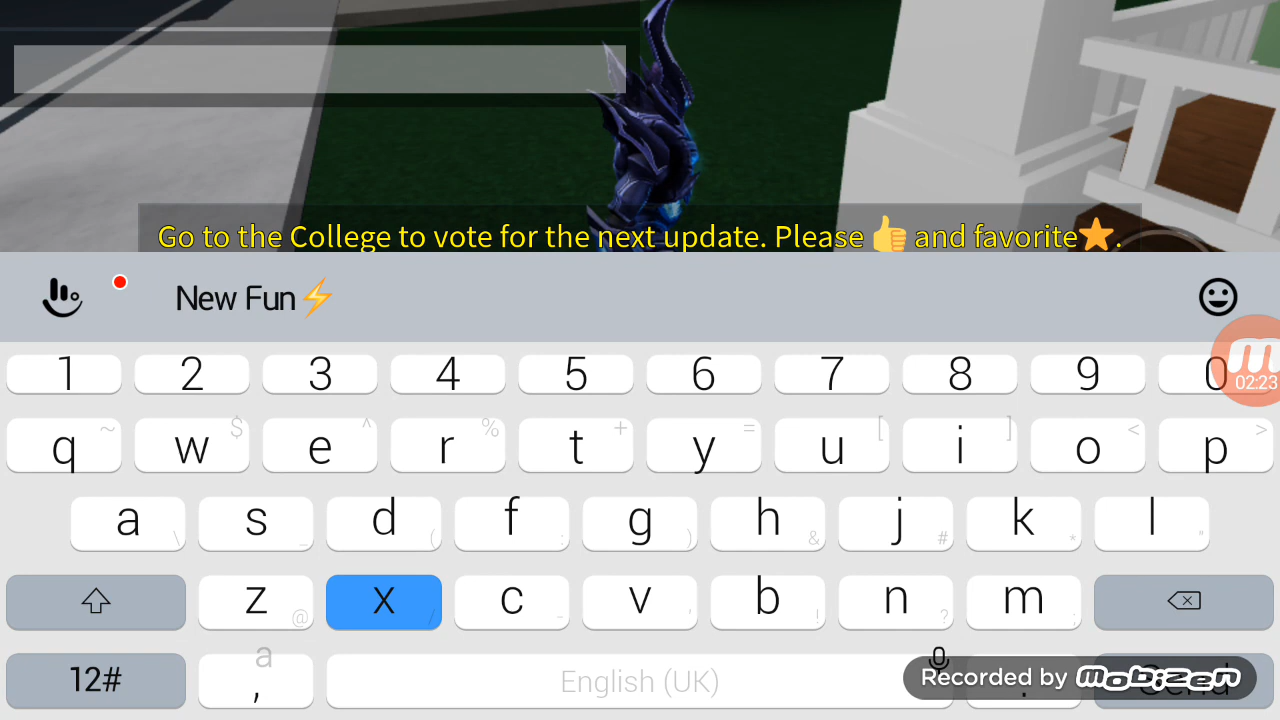 Go to the College to vote for the next update. Please 👍 and favorite⭐.
New Fun⚡
1 2 3 4 5 6 7 8 9 0
02:23
~ $ ^ % + = [ ] < >
q w e r t y u i o p
a s d f g h j k l
\ _ ( : ) & # * "
z x c v b n m
@ / - ' ! ? ;
a
12# , English (UK) . Send
Recorded by mobizen